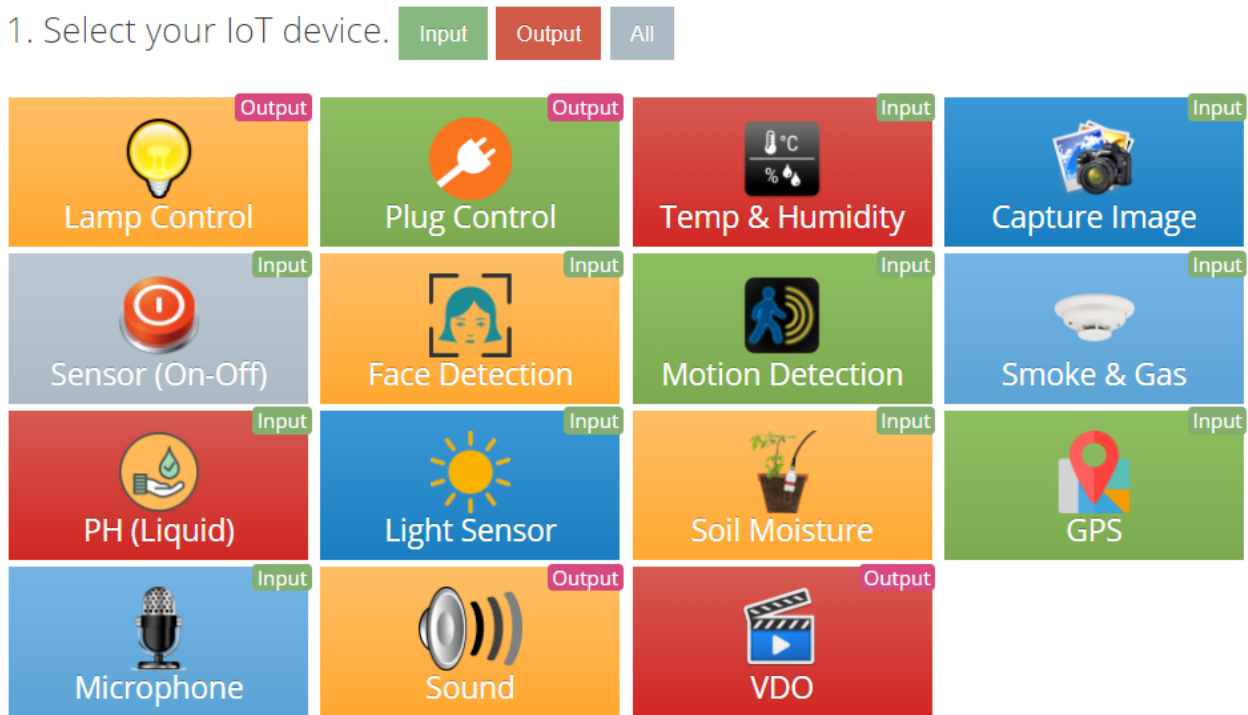 1. Select your IoT device. Input Output All
Output Output Input Input
°C
%
Lamp Control Plug Control Temp & Humidity Capture Image
Input Input Input Input
Sensor (On-Off) Face Detection Motion Detection Smoke & Gas
Input Input Input Input
PH (Liquid) Light Sensor Soil Moisture GPS
Input Output Output
Microphone Sound VDO